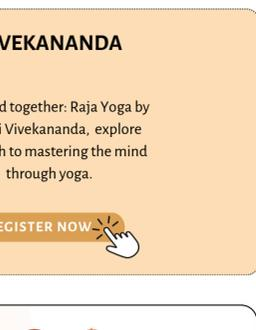 VEKANANDA
d together: Raja Yoga by
i Vivekananda, explore
h to mastering the mind
through yoga.
EGISTER NOW